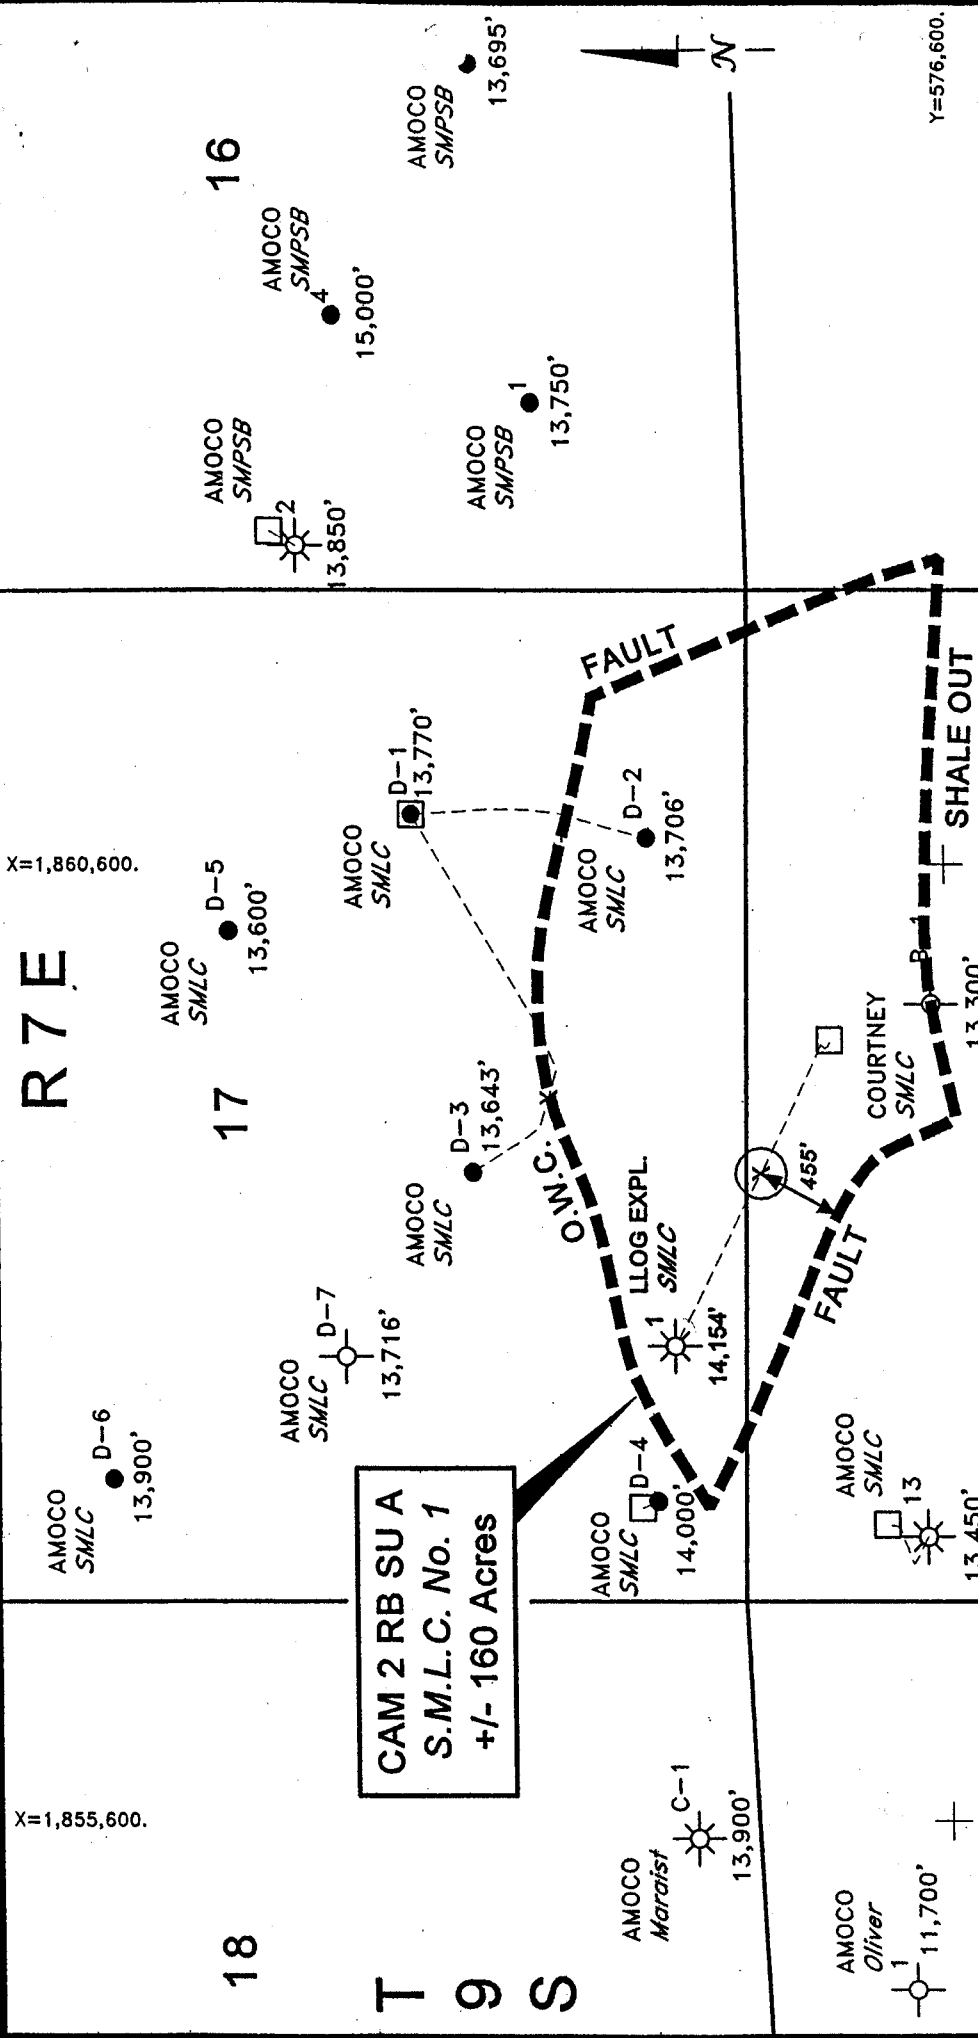 R 7 E
T
9
S
X=1,855,600.
X=1,860,600.
Y=576,600.
N
18
17
16
AMOCO
SMLC
D-6
13,900'
AMOCO
SMLC
D-5
13,600'
AMOCO
SMLC
D-7
13,716'
AMOCO
SMLC
D-3
13,643'
AMOCO
SMLC
D-1
13,770'
AMOCO
SMPSB
2
13,850'
AMOCO
SMPSB
4
15,000'
AMOCO
SMPSB
13,695'
AMOCO
SMPSB
1
13,750'
CAM 2 RB SU A
S.M.L.C. No. 1
+/- 160 Acres
O.W.C.
FAULT
AMOCO
SMLC
D-4
14,000'
LLOG EXPL.
SMLC
1
14,154'
AMOCO
SMLC
D-2
13,706'
AMOCO
Maraist
C-1
13,900'
455'
FAULT
COURTNEY
SMLC
B-1
13,300'
SHALE OUT
AMOCO
SMLC
13
13,450'
AMOCO
Oliver
1
11,700'